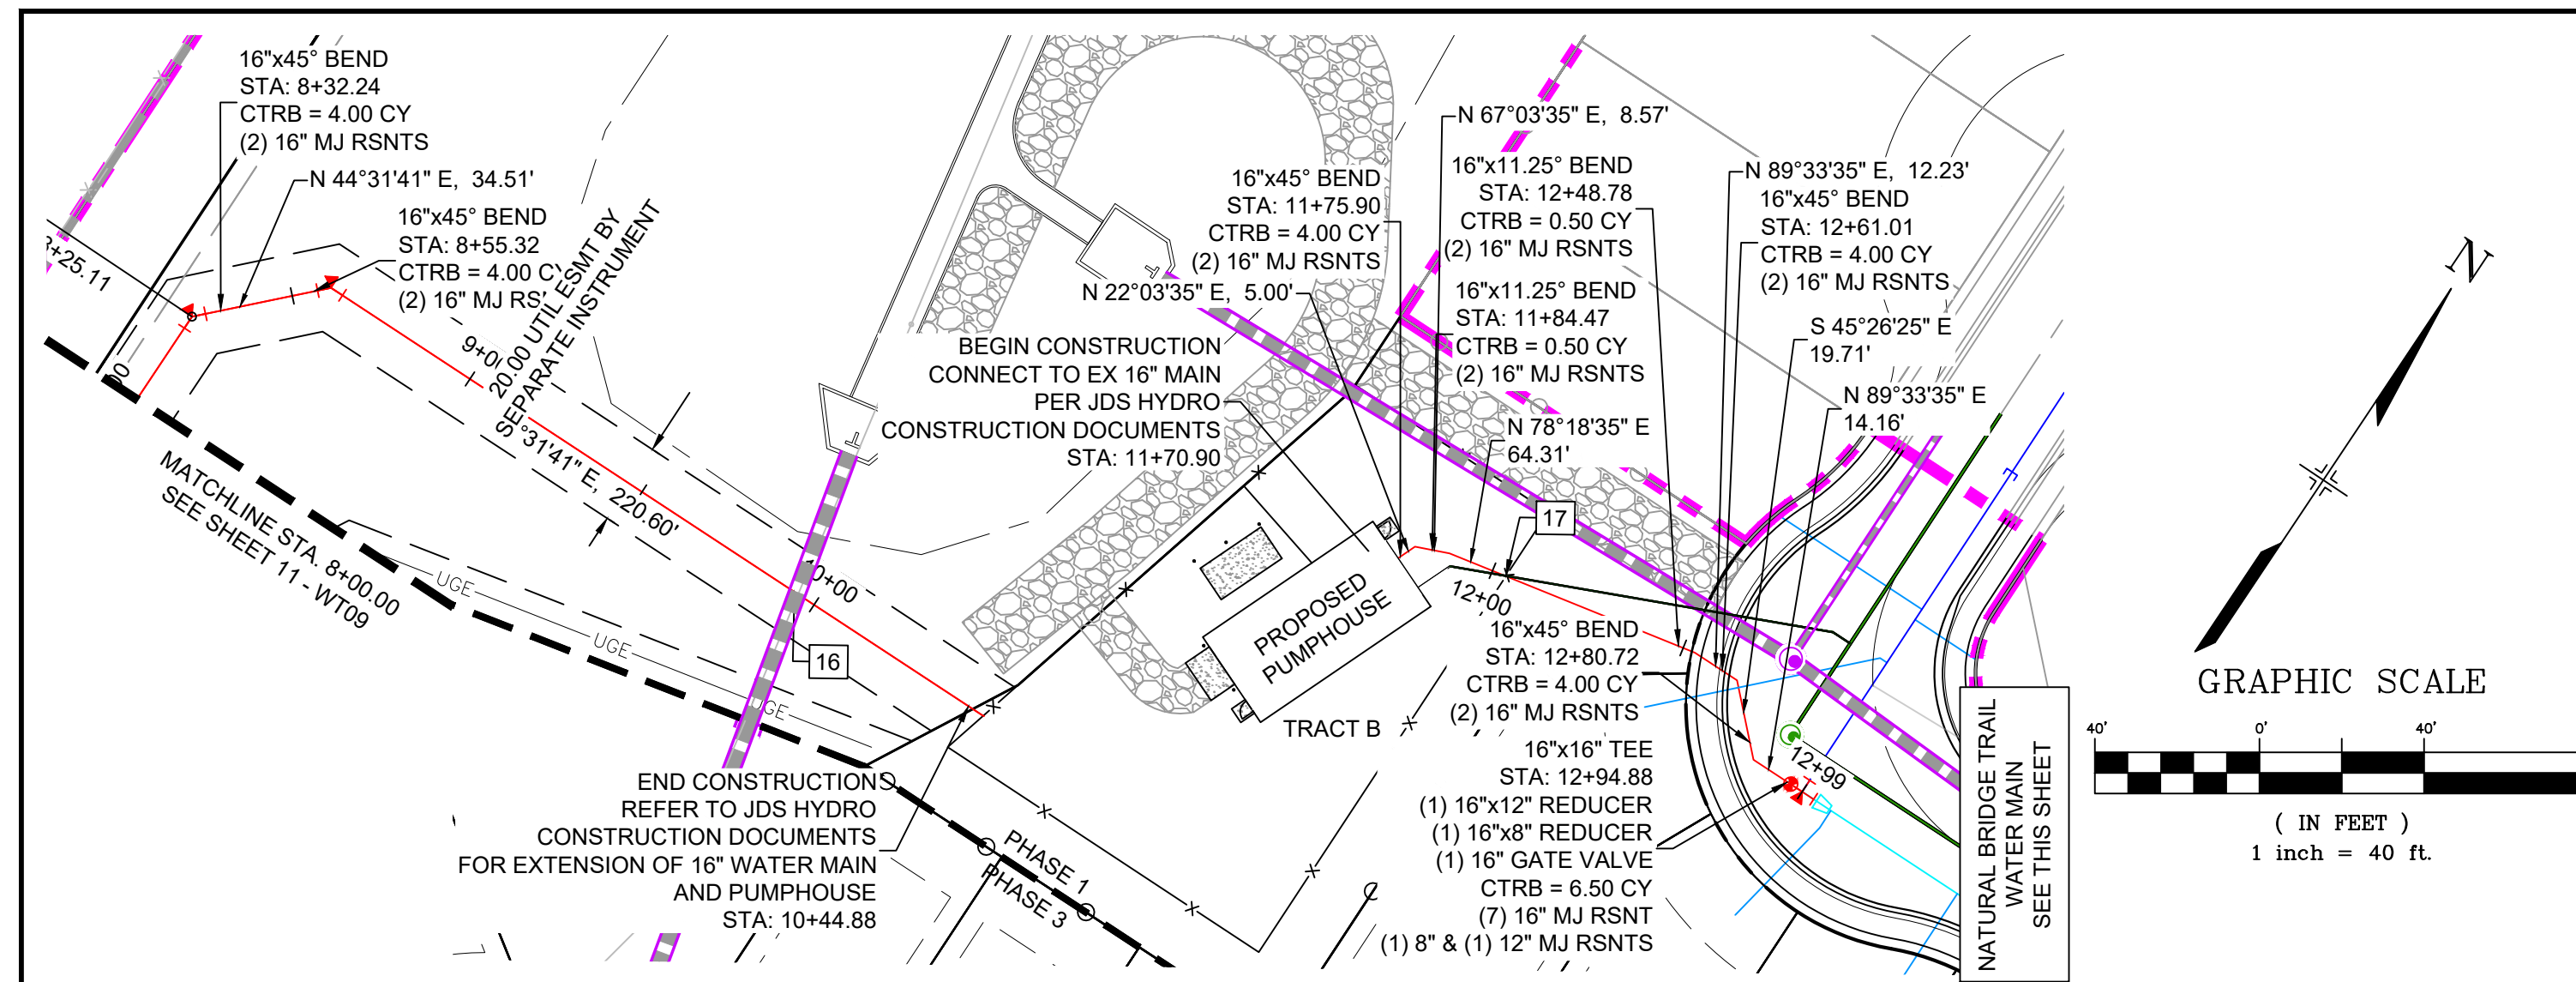 16"x45° BEND
STA: 8+32.24
CTRB = 4.00 CY
(2) 16" MJ RSNTS
N 44°31'41" E, 34.51'
16"x45° BEND
STA: 8+55.32
CTRB = 4.00 CY
(2) 16" MJ
+25.11
00
9+0
20.00 UTIL ESMT BY
SEPARATE INSTRUMENT
°31'41" E, 220.60'
MATCHLINE STA. 8+00.00
SEE SHEET 11 - WT09
UGE
UGE
GE
10+00
16
END CONSTRUCTION
REFER TO JDS HYDRO
CONSTRUCTION DOCUMENTS
FOR EXTENSION OF 16" WATER MAIN
AND PUMPHOUSE
STA: 10+44.88
PHASE 1
PHASE 3
BEGIN CONSTRUCTION
CONNECT TO EX 16" MAIN
PER JDS HYDRO
CONSTRUCTION DOCUMENTS
STA: 11+70.90
N 22°03'35" E, 5.00'
16"x45° BEND
STA: 11+75.90
CTRB = 4.00 CY
(2) 16" MJ RSNTS
N 67°03'35" E, 8.57'
16"x11.25° BEND
STA: 12+48.78
CTRB = 0.50 CY
(2) 16" MJ RSNTS
16"x11.25° BEND
STA: 11+84.47
CTRB = 0.50 CY
(2) 16" MJ RSNTS
N 78°18'35" E
64.31'
17
12+00
PROPOSED
PUMPHOUSE
TRACT B
N 89°33'35" E, 12.23'
16"x45° BEND
STA: 12+61.01
CTRB = 4.00 CY
(2) 16" MJ RSNTS
S 45°26'25" E
19.71'
N 89°33'35" E
14.16'
16"x45° BEND
STA: 12+80.72
CTRB = 4.00 CY
(2) 16" MJ RSNTS
16"x16" TEE
STA: 12+94.88
(1) 16"x12" REDUCER
(1) 16"x8" REDUCER
(1) 16" GATE VALVE
CTRB = 6.50 CY
(7) 16" MJ RSNT
(1) 8" & (1) 12" MJ RSNTS
12+99
NATURAL BRIDGE TRAIL
WATER MAIN
SEE THIS SHEET
N
GRAPHIC SCALE
40' 0' 40'
( IN FEET )
1 inch = 40 ft.